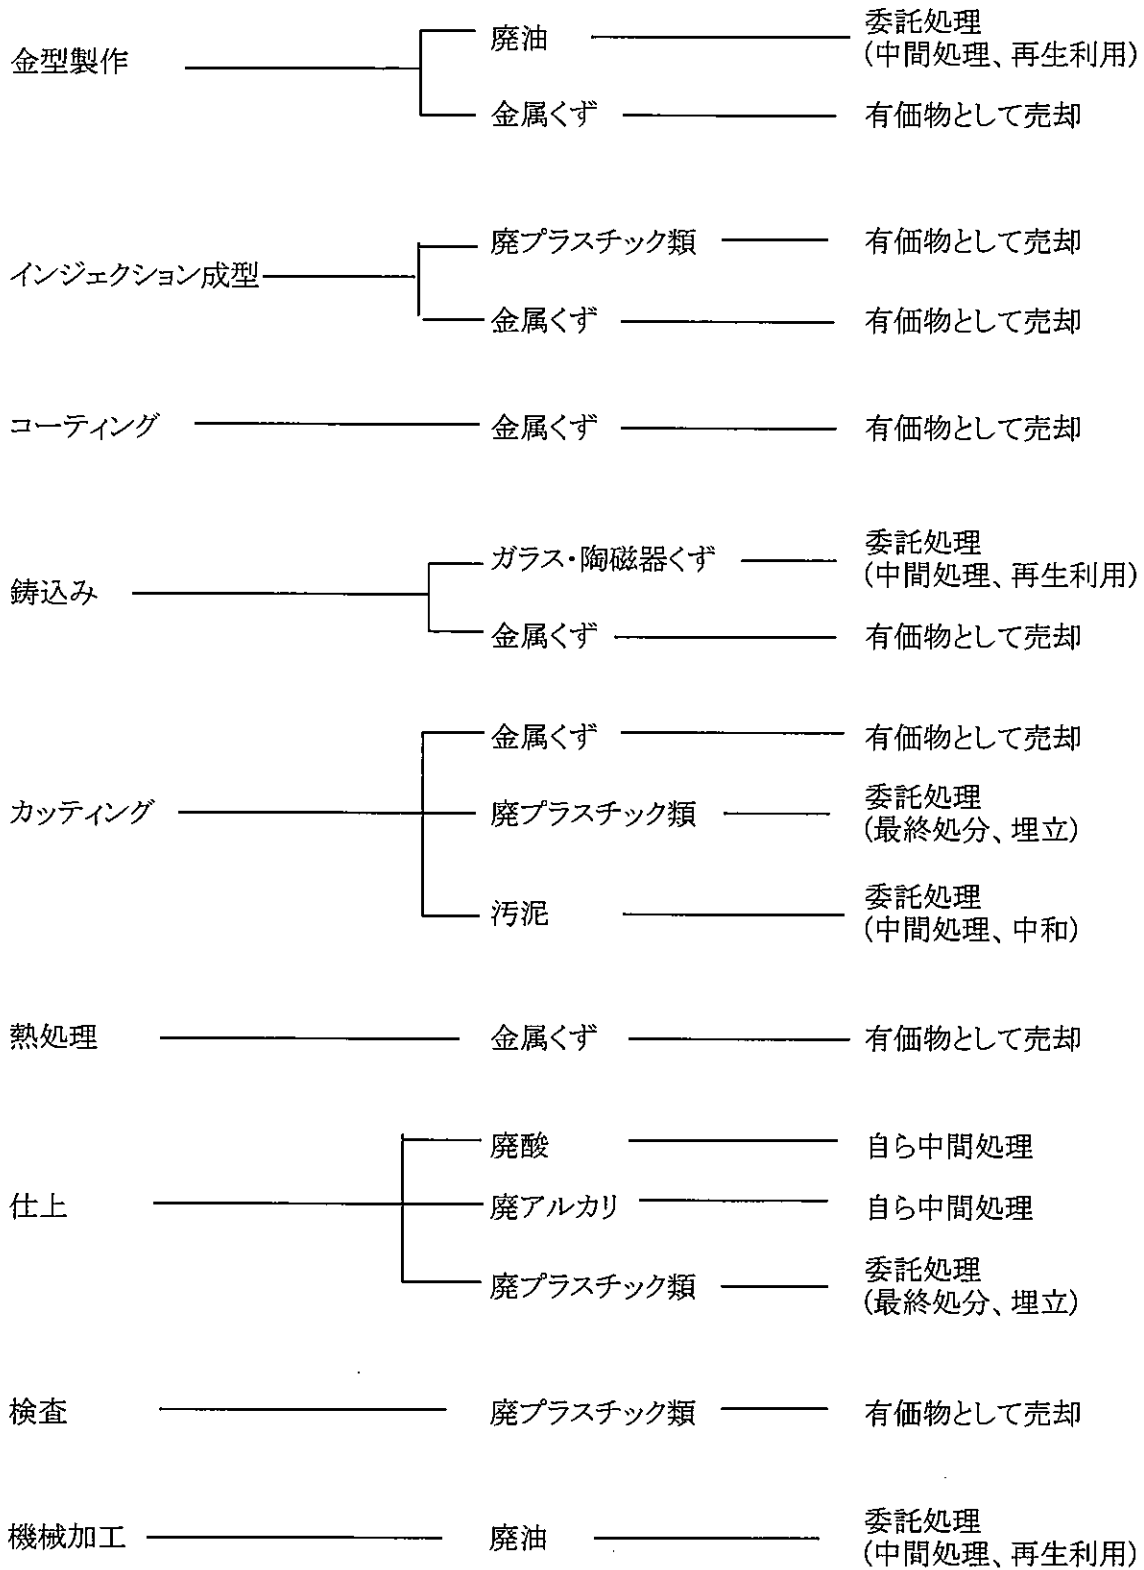 金型製作
廃油
委託処理
(中間処理、再生利用)
金属くず
有価物として売却
インジェクション成型
廃プラスチック類
有価物として売却
金属くず
有価物として売却
コーティング
金属くず
有価物として売却
鋳込み
ガラス・陶磁器くず
委託処理
(中間処理、再生利用)
金属くず
有価物として売却
カッティング
金属くず
有価物として売却
廃プラスチック類
委託処理
(最終処分、埋立)
汚泥
委託処理
(中間処理、中和)
熱処理
金属くず
有価物として売却
仕上
廃酸
自ら中間処理
廃アルカリ
自ら中間処理
廃プラスチック類
委託処理
(最終処分、埋立)
検査
廃プラスチック類
有価物として売却
機械加工
廃油
委託処理
(中間処理、再生利用)